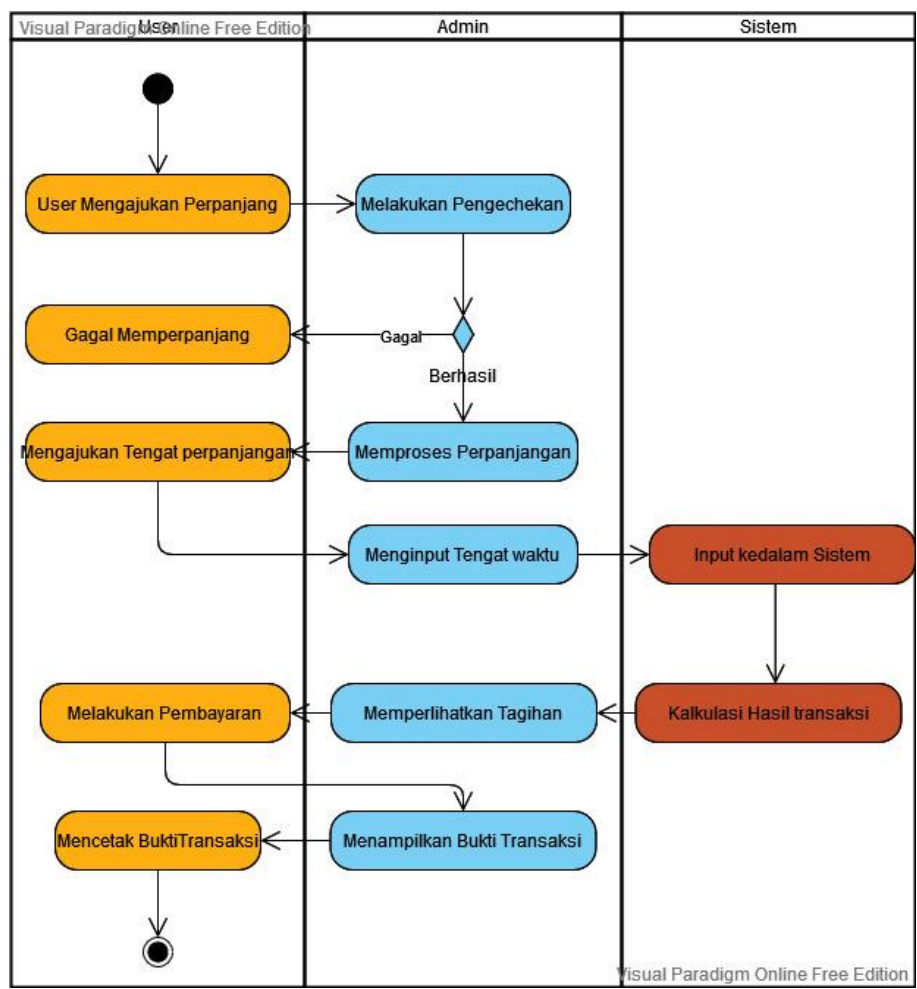 Visual Paradigm Online Free Edition
User
Admin
Sistem
User Mengajukan Perpanjang
Melakukan Pengechekan
Gagal Memperpanjang
Gagal
Berhasil
Mengajukan Tengat perpanjangan
Memproses Perpanjangan
Menginput Tengat waktu
Input kedalam Sistem
Melakukan Pembayaran
Memperlihatkan Tagihan
Kalkulasi Hasil transaksi
Mencetak BuktiTransaksi
Menampilkan Bukti Transaksi
Visual Paradigm Online Free Edition